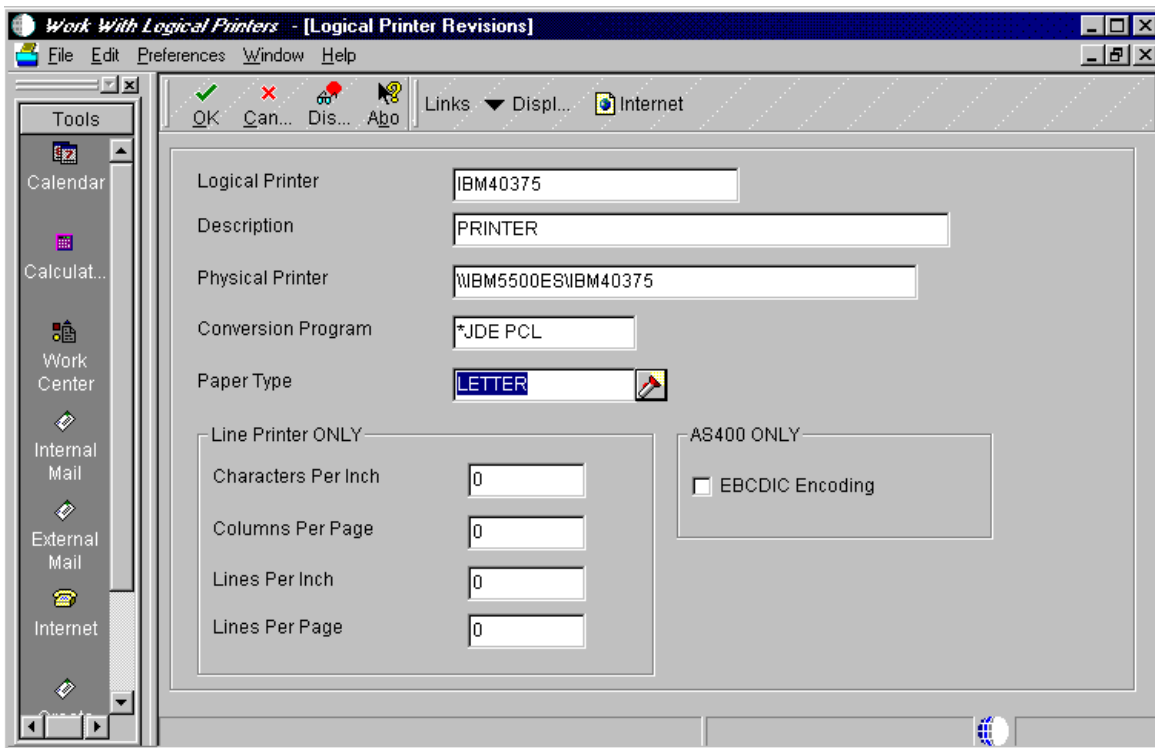 Work With Logical Printers - [Logical Printer Revisions]
File Edit Preferences Window Help
Tools
Calendar
Calculat...
Work
Center
Internal
Mail
External
Mail
Internet
OK Can... Dis... Abo Links Displ... Internet
Logical Printer IBM40375
Description PRINTER
Physical Printer \\IBM5500ES\IBM40375
Conversion Program *JDE PCL
Paper Type LETTER
Line Printer ONLY
Characters Per Inch 0
Columns Per Page 0
Lines Per Inch 0
Lines Per Page 0
AS400 ONLY
EBCDIC Encoding